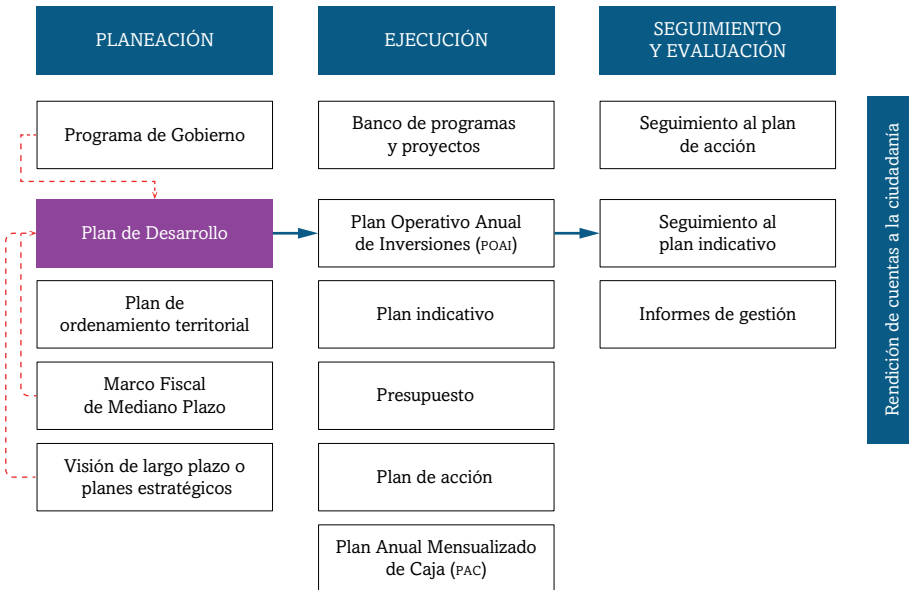 PLANEACIÓN
Programa de Gobierno
Plan de Desarrollo
Plan de
ordenamiento territorial
Marco Fiscal
de Mediano Plazo
Visión de largo plazo o
planes estratégicos
EJECUCIÓN
Banco de programas
y proyectos
Plan Operativo Anual
de Inversiones (POAI)
Plan indicativo
Presupuesto
Plan de acción
Plan Anual Mensualizado
de Caja (PAC)
SEGUIMIENTO
Y EVALUACIÓN
Seguimiento al plan
de acción
Seguimiento al
plan indicativo
Informes de gestión
Rendición de cuentas a la ciudadanía